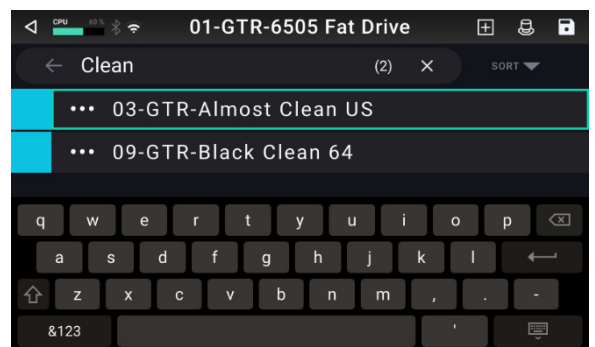 CPU 60 % 01-GTR-6505 Fat Drive
Clean (2) SORT
03-GTR-Almost Clean US
09-GTR-Black Clean 64
q w e r t y u i o p
a s d f g h j k l
z x c v b n m , . -
&123 '